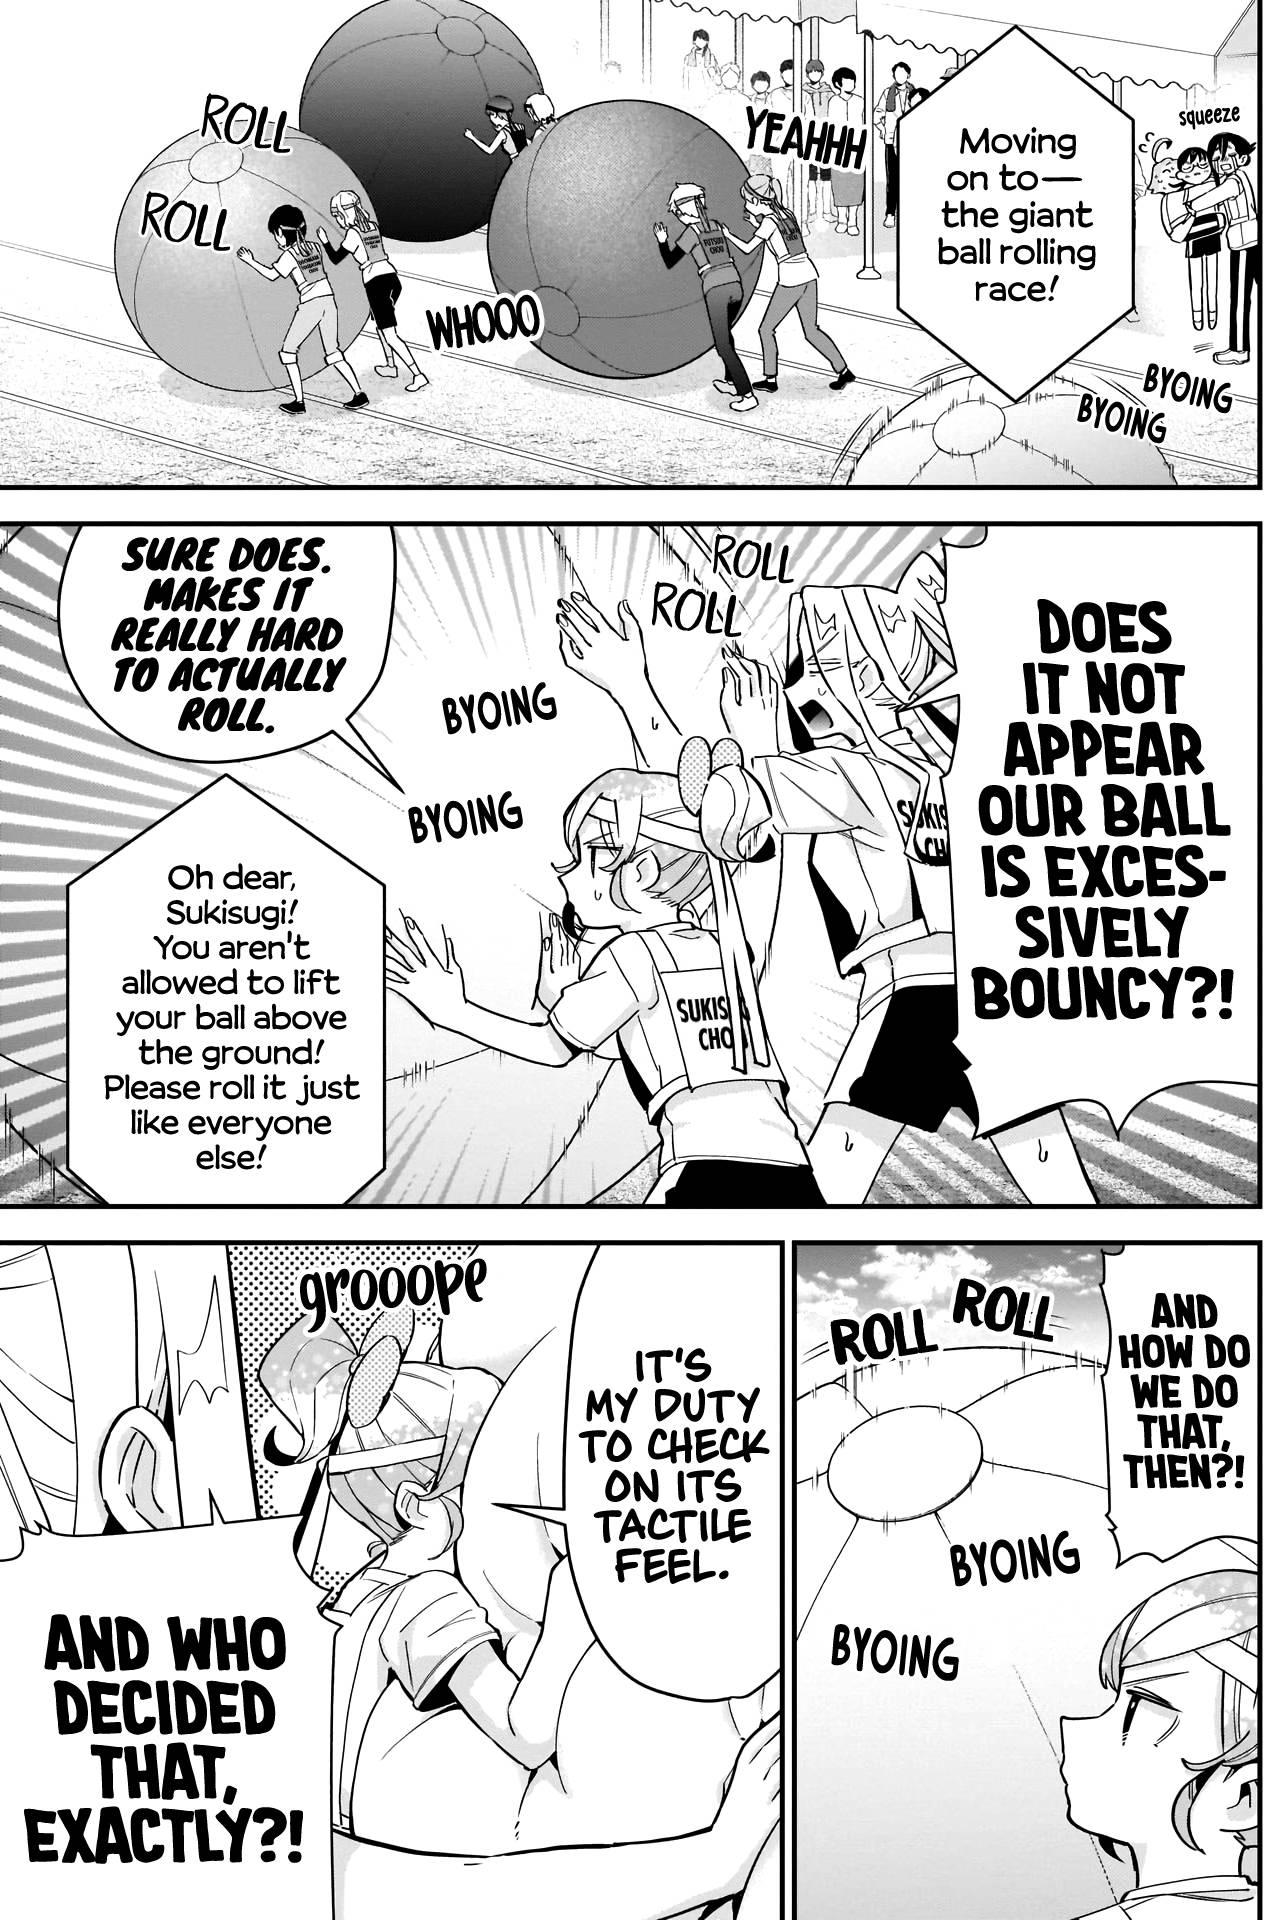 Moving
on to—
the giant
ball rolling
race!
squeeze
YEAHHH
ROLL
ROLL
WHOOO
BYOING
BYOING
FUTSUU
CHOU
DOES
IT NOT
APPEAR
OUR BALL
IS EXCES-
SIVELY
BOUNCY?!
ROLL
ROLL
SURE DOES.
MAKES IT
REALLY HARD
TO ACTUALLY
ROLL.
BYOING
BYOING
SUKIS
CHO
SUKIS
CHO
Oh dear,
Sukisugi!
You aren't
allowed to lift
your ball above
the ground!
Please roll it just
like everyone
else!
AND
HOW DO
WE DO
THAT,
THEN?!
ROLL
ROLL
BYOING
BYOING
grooope
IT'S
MY DUTY
TO CHECK
ON ITS
TACTILE
FEEL.
AND WHO
DECIDED
THAT,
EXACTLY?!